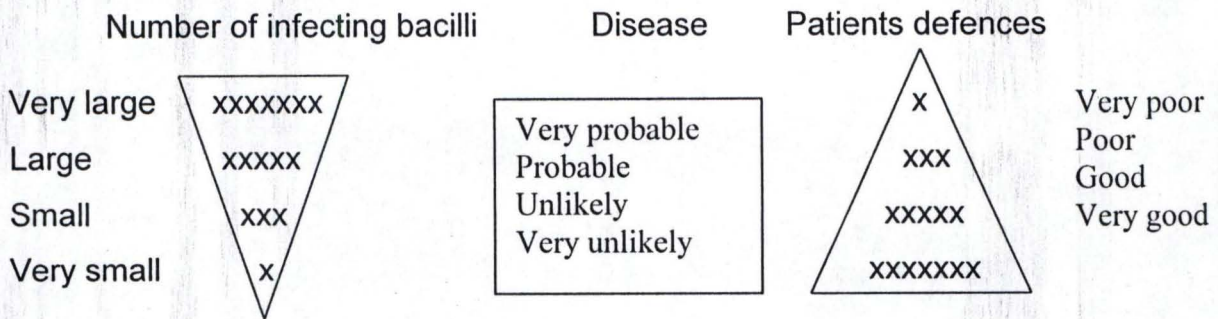 Number of infecting bacilli Disease Patients defences
Very large xxxxxxx Very probable x Very poor
Large xxxxx Probable xxx Poor
Small xxx Unlikely xxxxx Good
Very small x Very unlikely xxxxxxx Very good